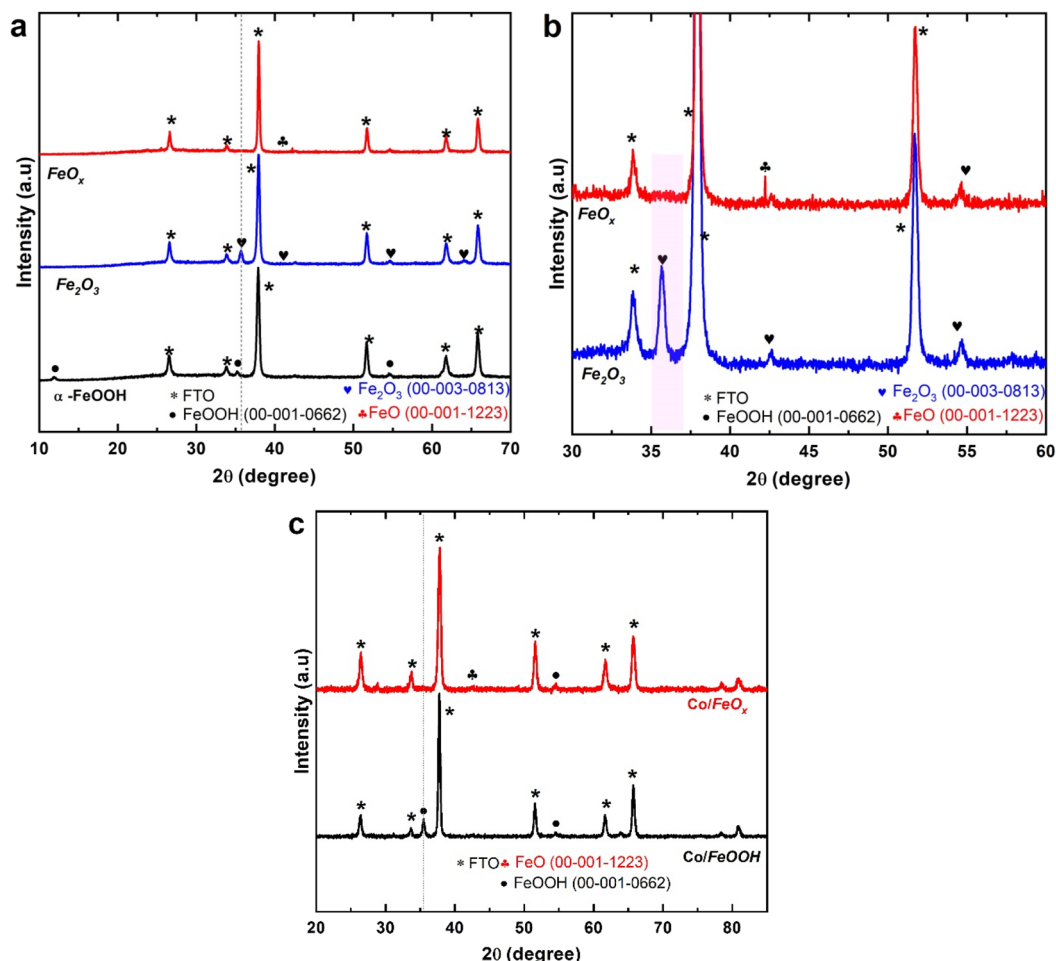 a
Intensity (a.u)
FeOₓ
Fe₂O₃
α -FeOOH
* FTO
● FeOOH (00-001-0662)
♥ Fe₂O₃ (00-003-0813)
♣FeO (00-001-1223)
10 20 30 40 50 60 70
2θ (degree)
b
Intensity (a.u)
FeOₓ
Fe₂O₃
* FTO
● FeOOH (00-001-0662)
♥ Fe₂O₃ (00-003-0813)
♣FeO (00-001-1223)
30 35 40 45 50 55 60
2θ (degree)
c
Intensity (a.u)
Co/FeOₓ
Co/FeOOH
* FTO♣ FeO (00-001-1223)
● FeOOH (00-001-0662)
20 30 40 50 60 70 80
2θ (degree)